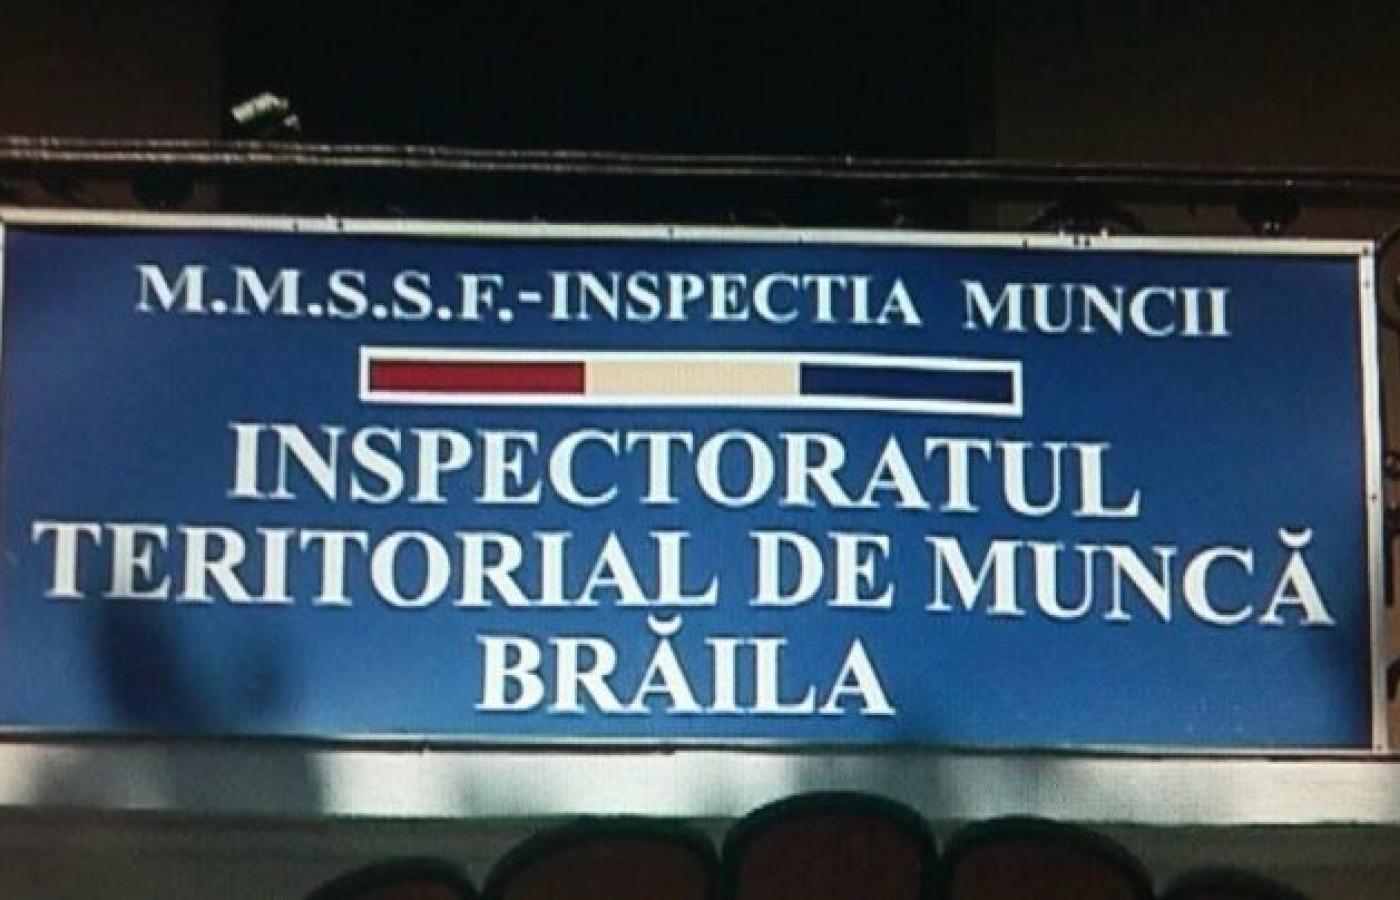 M.M.S.S.F.-INSPECTIA MUNCII
INSPECTORATUL
TERITORIAL DE MUNCĂ
BRĂILA